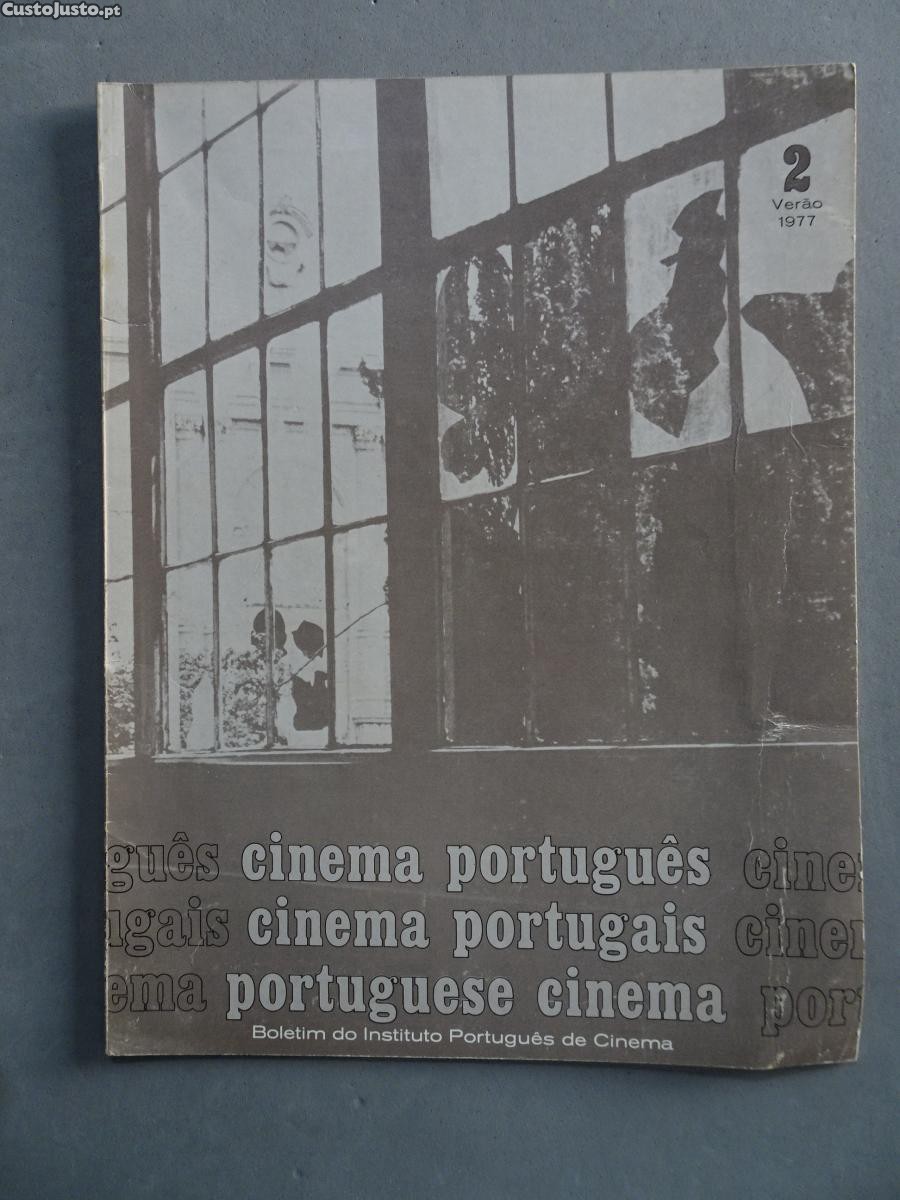 CustoJusto.pt
2
Verão
1977
guês cinema português cine
ugais cinema portugais cine
ema portuguese cinema por
Boletim do Instituto Português de Cinema